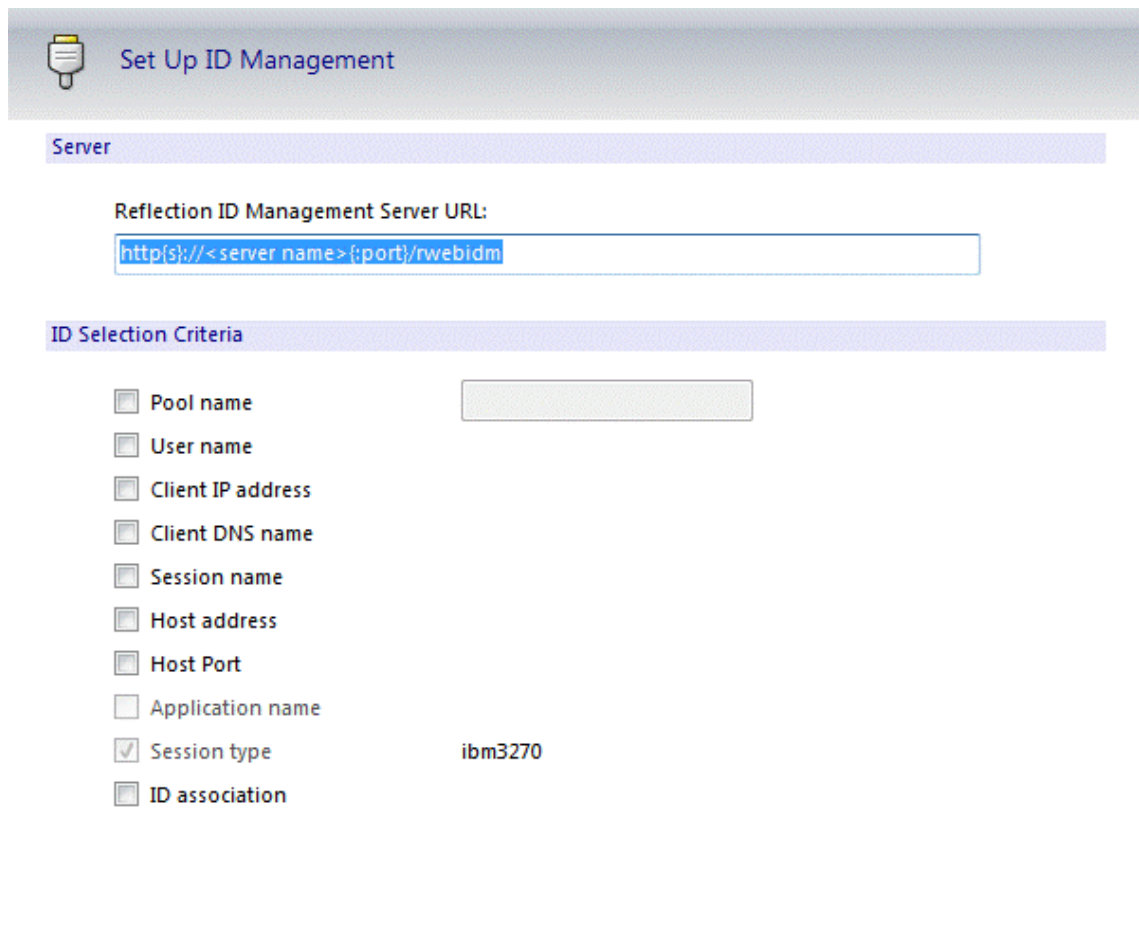 Set Up ID Management
Server
Reflection ID Management Server URL:
http{s}://<server name>{:port}/rwebidm
ID Selection Criteria
Pool name
User name
Client IP address
Client DNS name
Session name
Host address
Host Port
Application name
Session type ibm3270
ID association